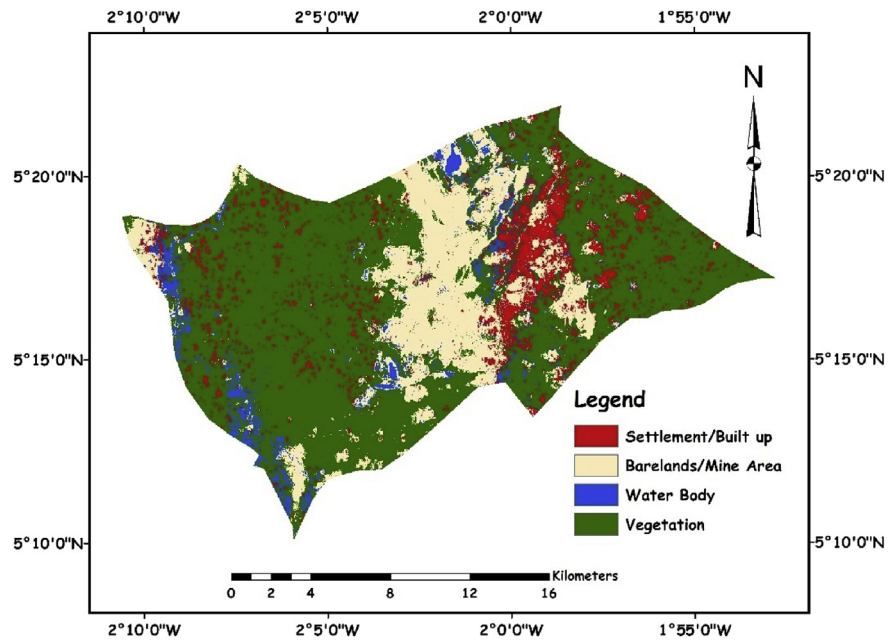 2°10'0"W 2°5'0"W 2°0'0"W 1°55'0"W
N
5°20'0"N 5°20'0"N
5°15'0"N 5°15'0"N
Legend
Settlement/Built up
Barelands/Mine Area
Water Body
Vegetation
5°10'0"N 5°10'0"N
Kilometers
0 2 4 8 12 16
2°10'0"W 2°5'0"W 2°0'0"W 1°55'0"W